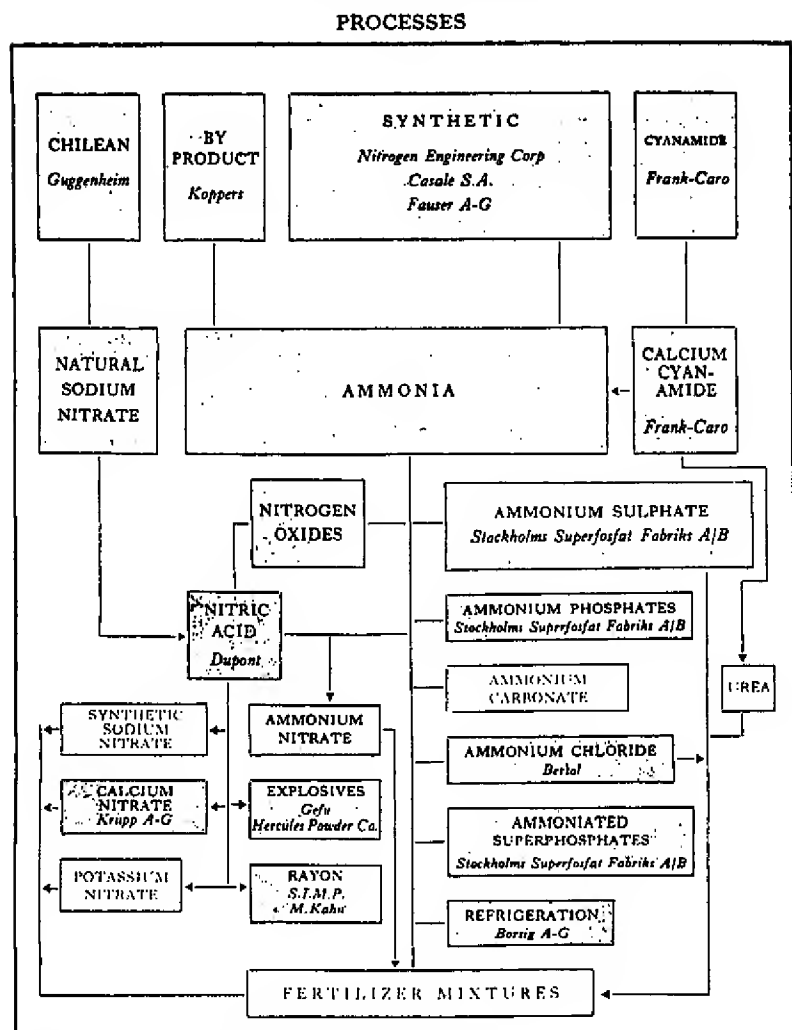 PROCESSES
CHILEAN
Guggenheim
BY
PRODUCT
Koppers
SYNTHETIC
Nitrogen Engineering Corp
Casale S.A.
Fauser A-G
CYANAMIDE
Frank-Caro
NATURAL
SODIUM
NITRATE
AMMONIA
CALCIUM
CYAN-
AMIDE
Frank-Caro
NITROGEN
OXIDES
AMMONIUM SULPHATE
Stockholms Superfosfat Fabriks A/B
NITRIC
ACID
Dupont
AMMONIUM PHOSPHATES
Stockholms Superfosfat Fabriks A/B
AMMONIUM
CARBONATE
UREA
SYNTHETIC
SODIUM
NITRATE
AMMONIUM
NITRATE
AMMONIUM CHLORIDE
CALCIUM
NITRATE
Krupp A-G
EXPLOSIVES
Gefu
Hercules Powder Co.
AMMONIATED
SUPERPHOSPHATES
Stockholms Superfosfat Fabriks A/B
POTASSIUM
NITRATE
RAYON
S.I.M.P.
REFRIGERATION
Borsig A-G
FERTILIZER MIXTURES